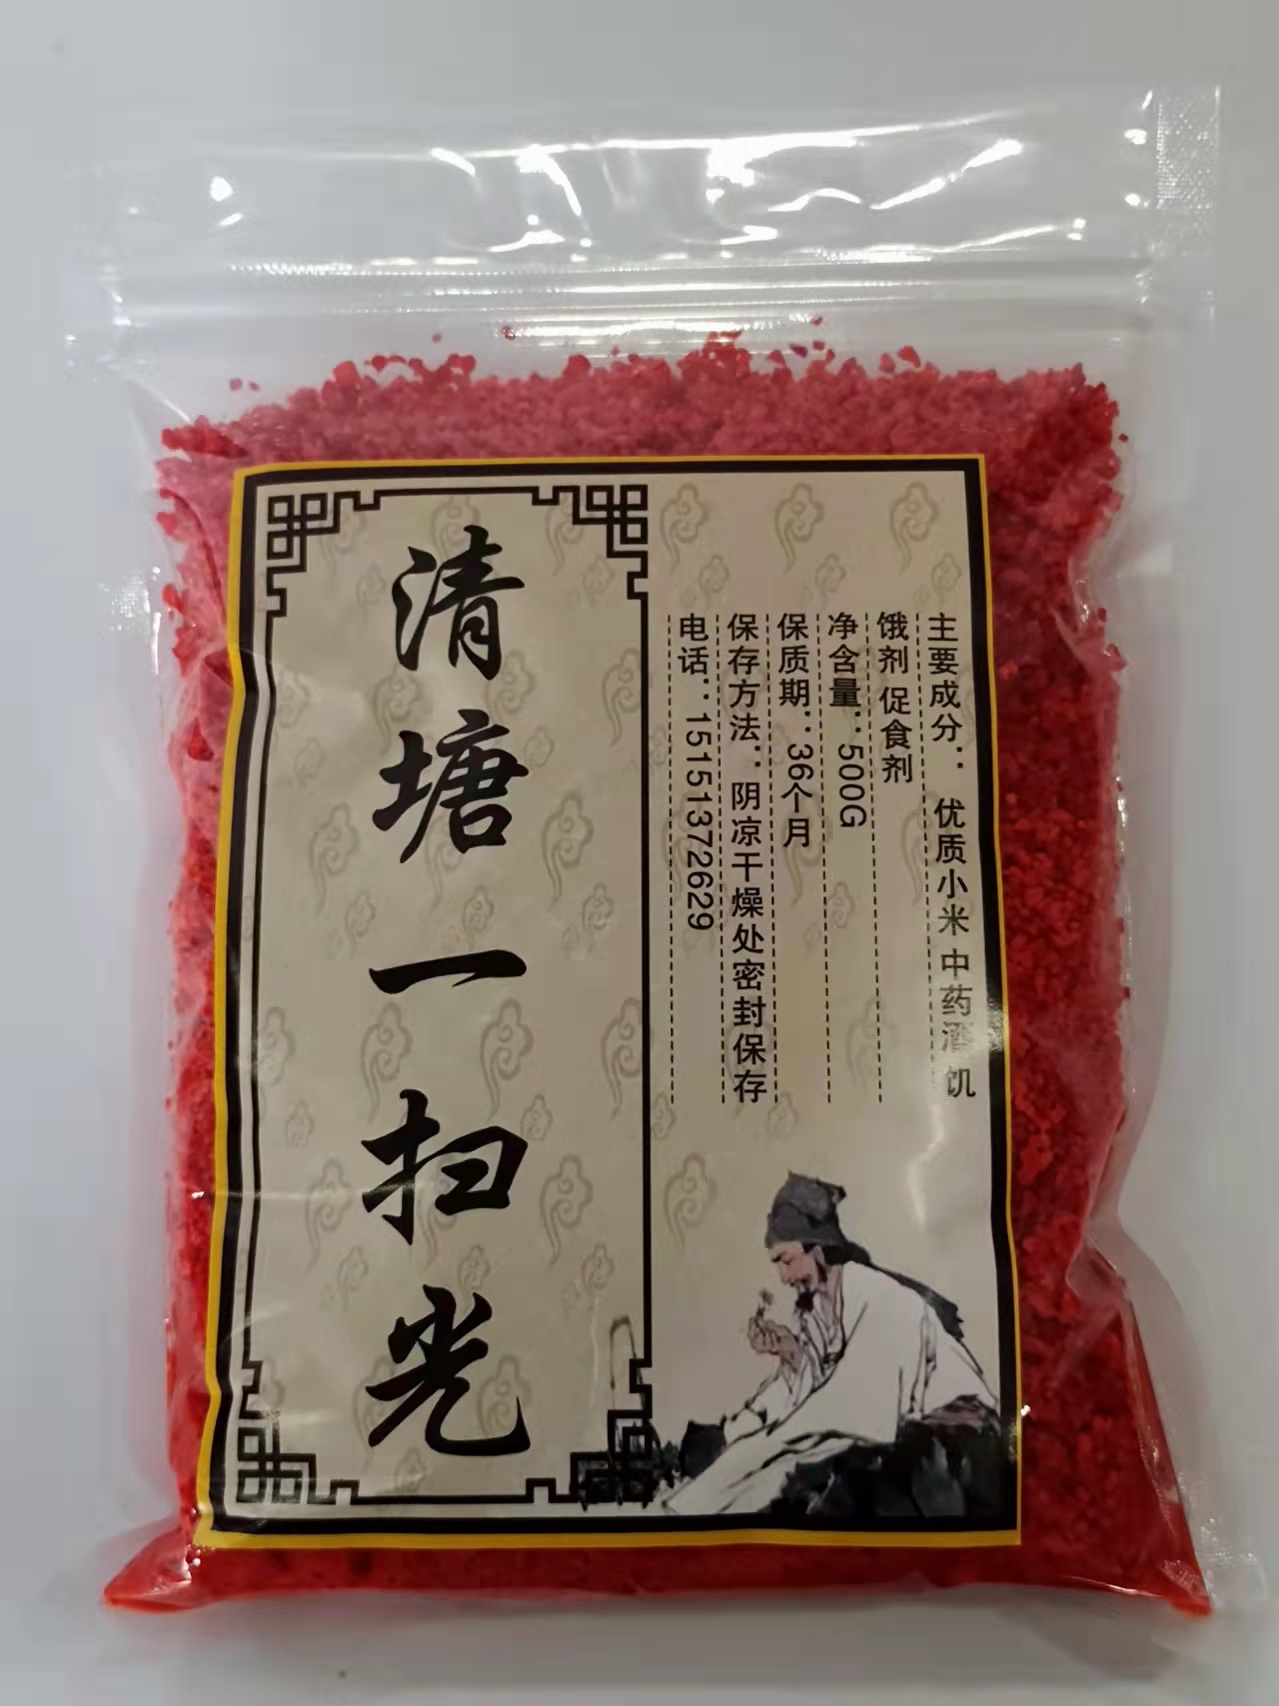 清塘一扫光
主要成分： 优质小米 中药酒 饥
饿剂 促食剂
净含量：500G
保质期：36个月
保存方法：阴凉干燥处密封保存
电话：15151372629